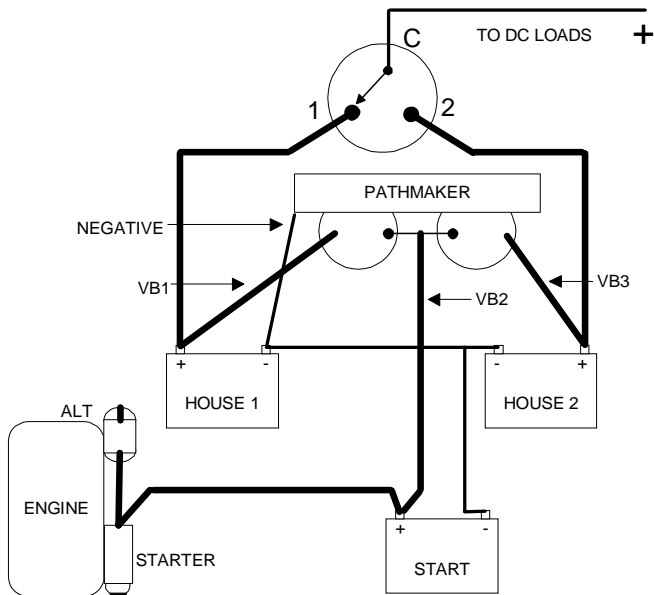 C
TO DC LOADS +
1 2
PATHMAKER
NEGATIVE
VB1
VB2
VB3
+ -
- +
HOUSE 1
HOUSE 2
ALT
ENGINE
+ -
STARTER
START